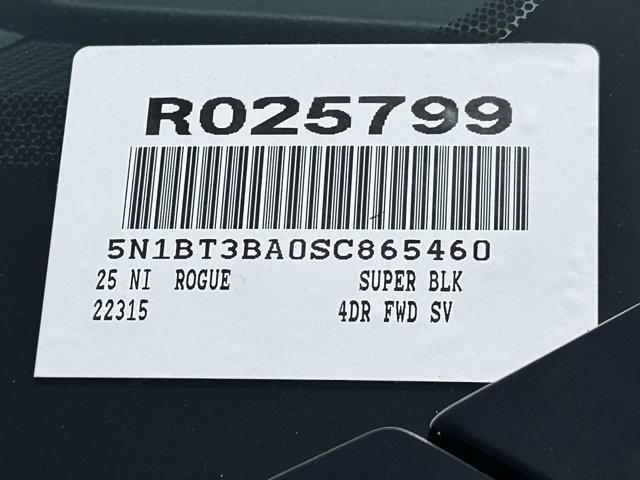 R025799
5N1BT3BA0SC865460
25 NI ROGUE SUPER BLK
22315 4DR FWD SV